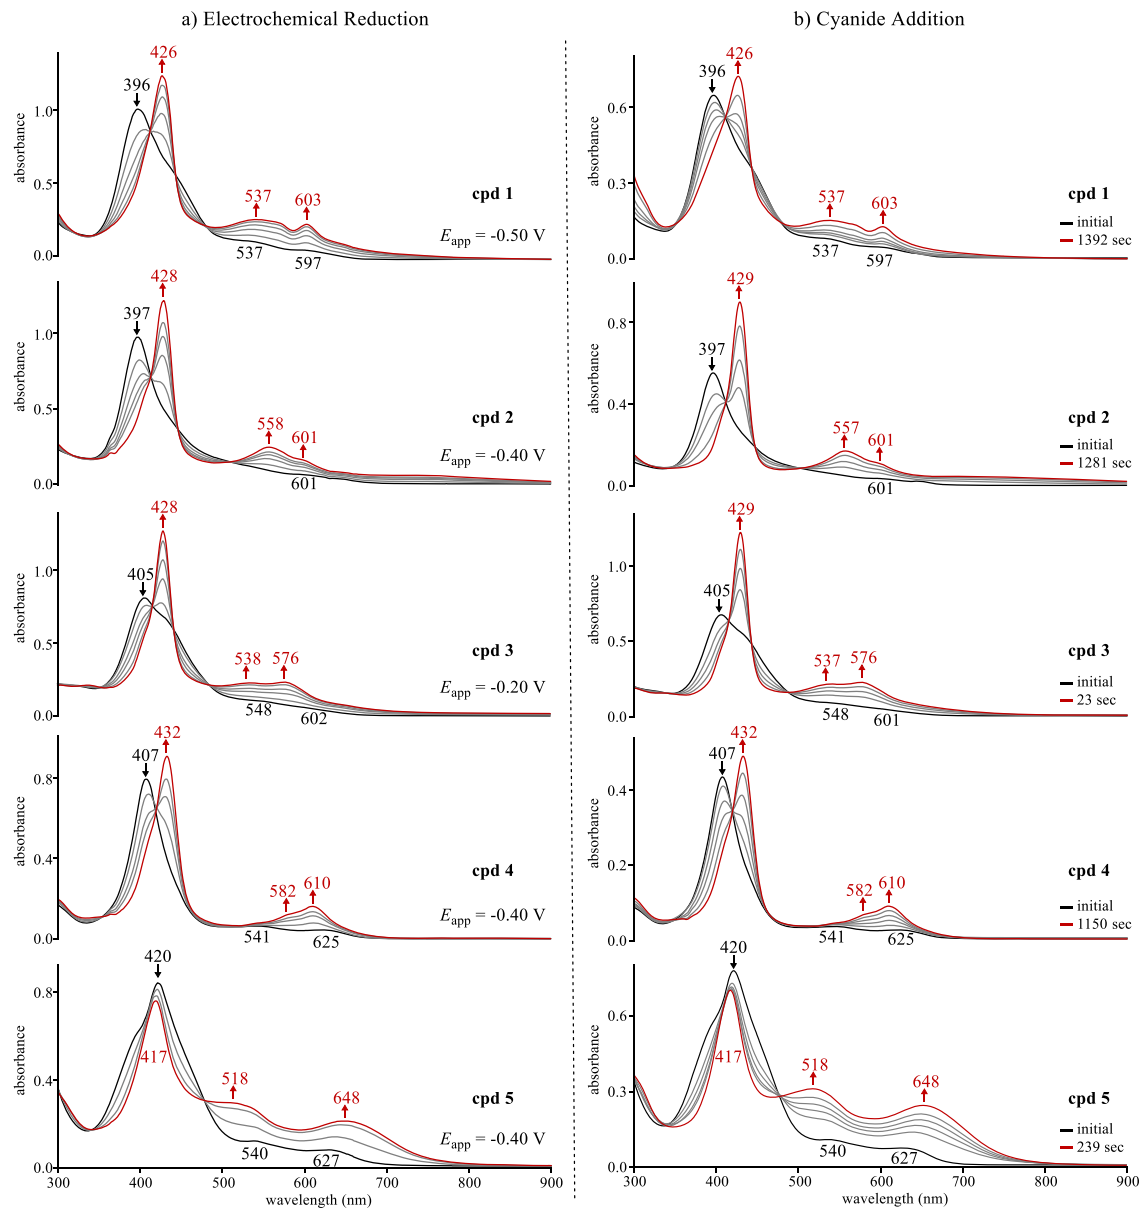 a) Electrochemical Reduction
b) Cyanide Addition
absorbance
1.0
0.5
0.0
396
426
537
603
537
597
cpd 1
Eapp = -0.50 V
absorbance
0.6
0.3
0.0
396
426
537
603
537
597
cpd 1
initial
1392 sec
absorbance
1.0
0.5
0.0
397
428
558
601
601
cpd 2
Eapp = -0.40 V
absorbance
0.8
0.4
0.0
397
429
557
601
601
cpd 2
initial
1281 sec
absorbance
1.0
0.5
0.0
405
428
538
576
548
602
cpd 3
Eapp = -0.20 V
absorbance
1.0
0.5
0.0
405
429
537
576
548
601
cpd 3
initial
23 sec
absorbance
0.8
0.4
0.0
407
432
582
610
541
625
cpd 4
Eapp = -0.40 V
absorbance
0.4
0.2
0.0
407
432
582
610
541
625
cpd 4
initial
1150 sec
absorbance
0.8
0.4
0.0
420
417
518
648
540
627
cpd 5
Eapp = -0.40 V
300 400 500 600 700 800 900
wavelength (nm)
absorbance
0.6
0.3
0.0
420
417
518
648
540
627
cpd 5
initial
239 sec
300 400 500 600 700 800 900
wavelength (nm)